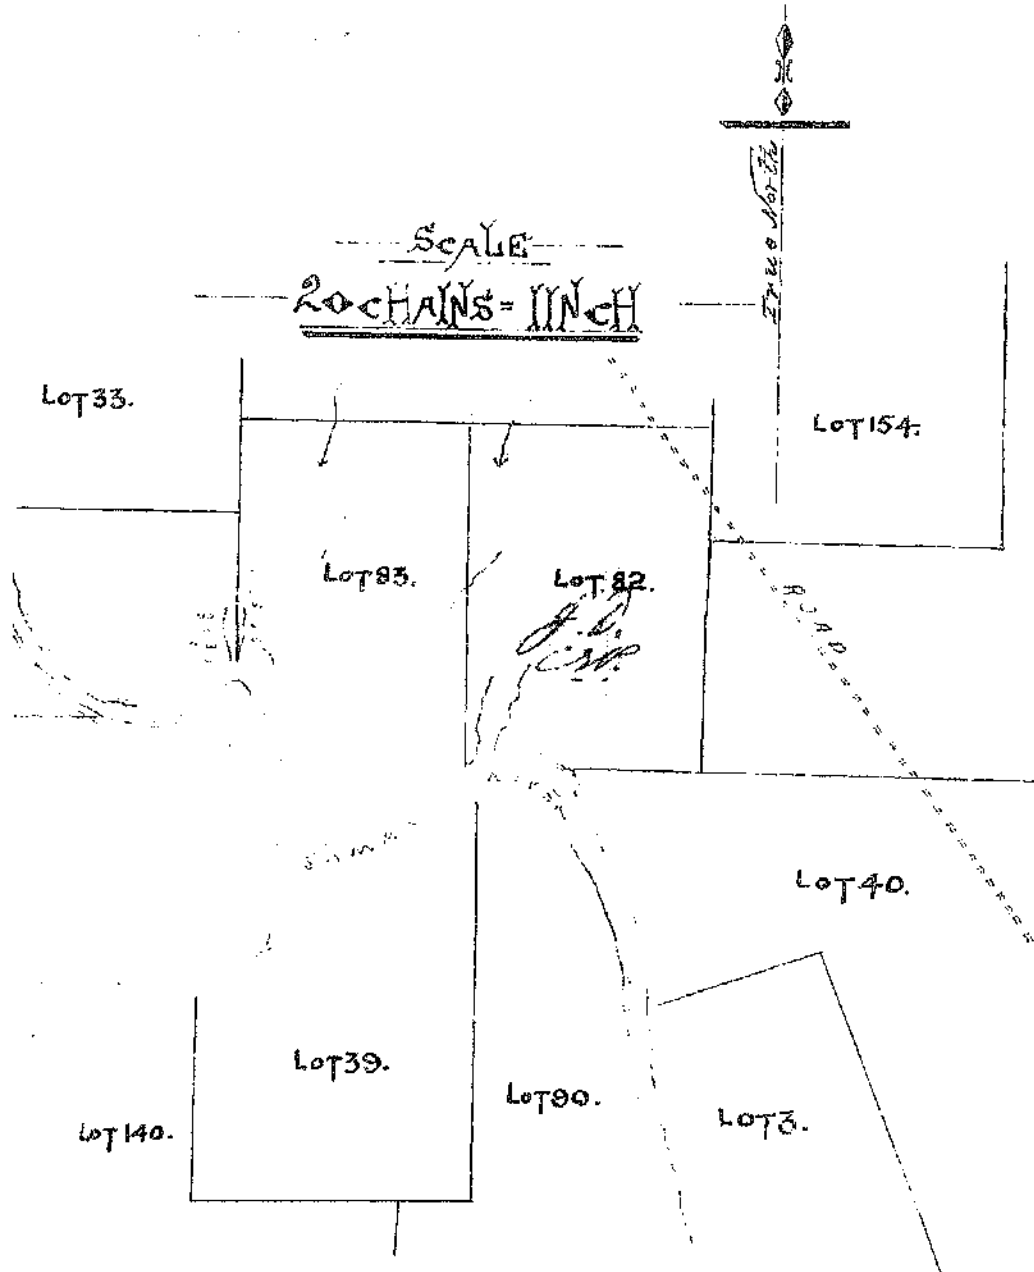 True North
SCALE
20 CHAINS = 1 INCH
LOT 33.
LOT 154.
LOT 83.
LOT 82.
ROAD
LOT 40.
LOT 39.
LOT 90.
LOT 3.
LOT 140.